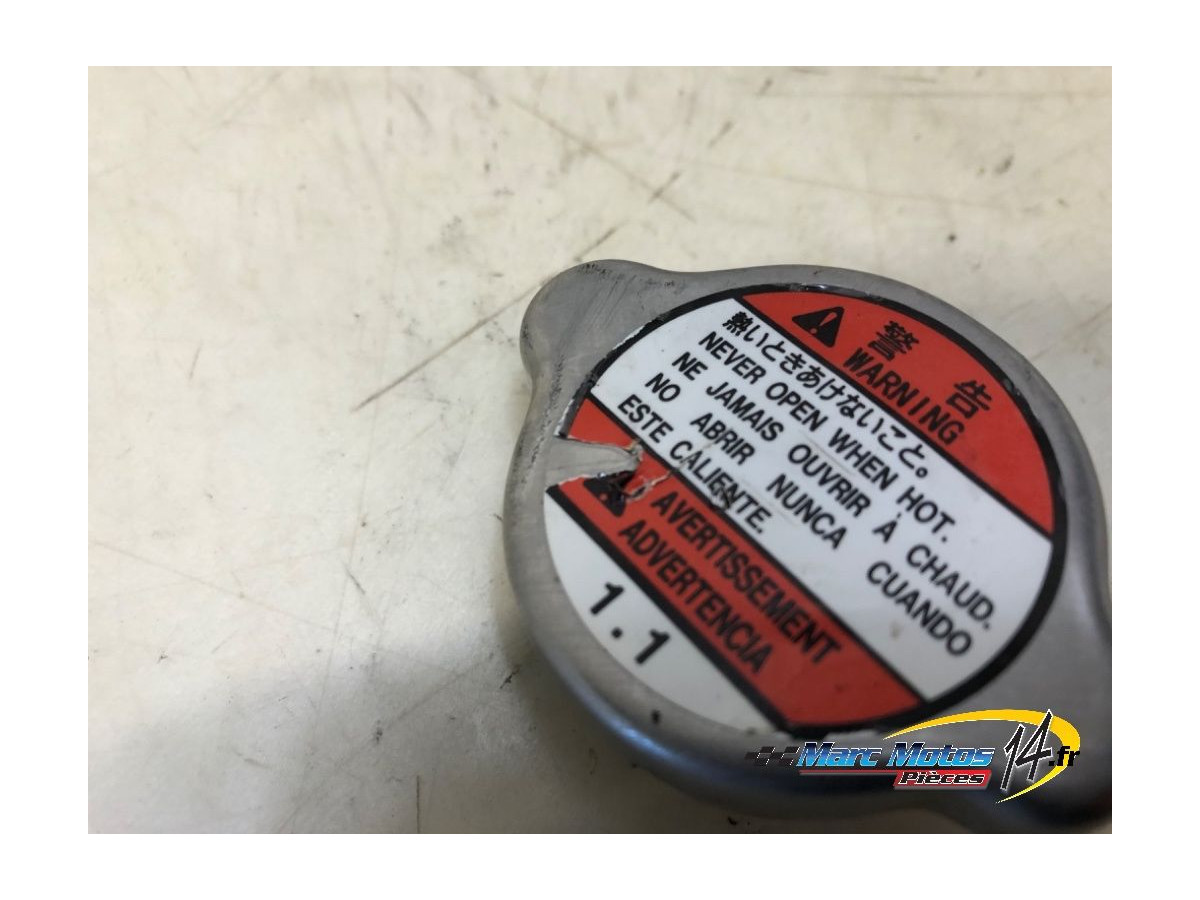 警告
WARNING
熱いときあけないこと。
NEVER OPEN WHEN HOT.
NE JAMAIS OUVRIR À CHAUD.
NO ABRIR NUNCA CUANDO
ESTE CALIENTE.
AVERTISSEMENT
ADVERTENCIA
1.1
Marc Motos 14.fr
Pièces